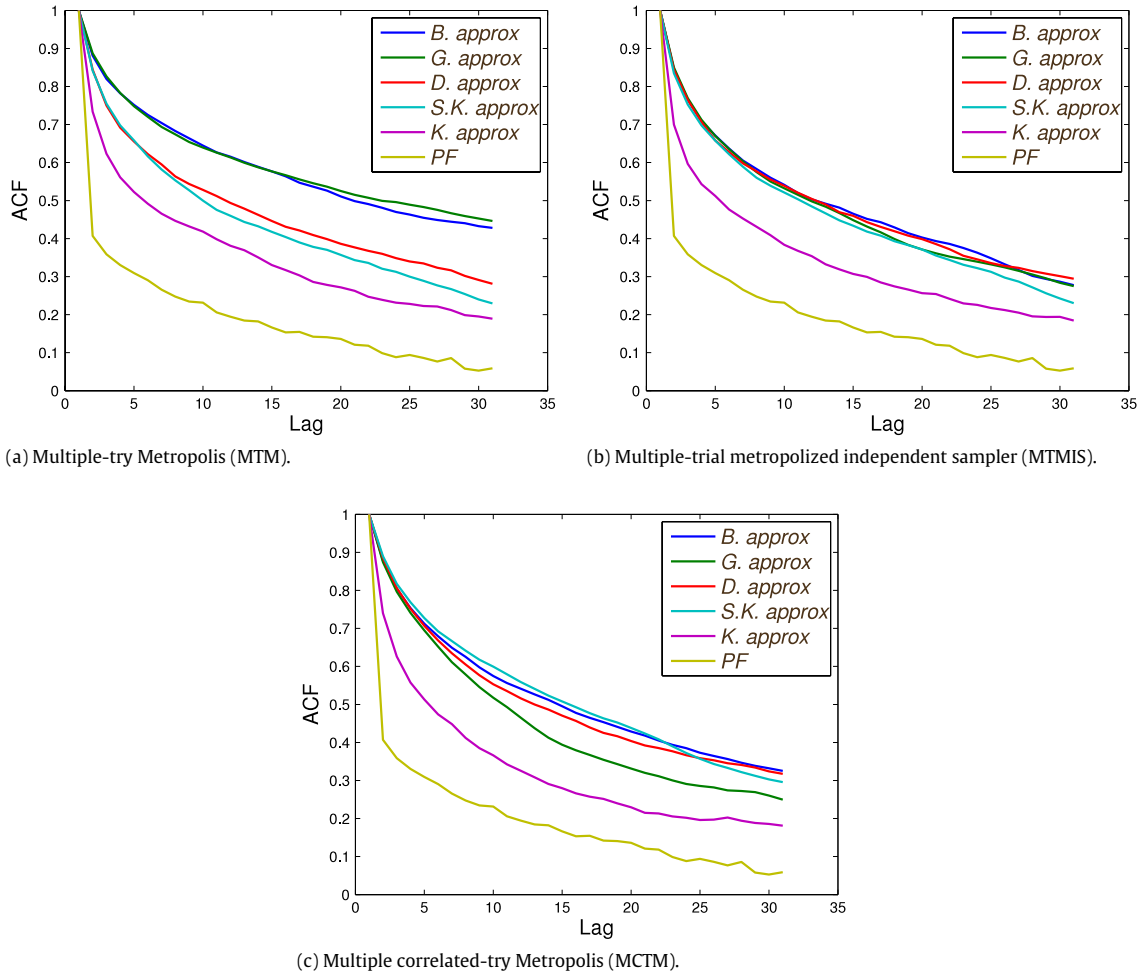 1
0.9
0.8
0.7
0.6
0.5
0.4
0.3
0.2
0.1
0
ACF
B. approx
G. approx
D. approx
S.K. approx
K. approx
PF
0 5 10 15 20 25 30 35
Lag
(a) Multiple-try Metropolis (MTM).
1
0.9
0.8
0.7
0.6
0.5
0.4
0.3
0.2
0.1
0
ACF
B. approx
G. approx
D. approx
S.K. approx
K. approx
PF
0 5 10 15 20 25 30 35
Lag
(b) Multiple-trial metropolized independent sampler (MTMIS).
1
0.9
0.8
0.7
0.6
0.5
0.4
0.3
0.2
0.1
0
ACF
B. approx
G. approx
D. approx
S.K. approx
K. approx
PF
0 5 10 15 20 25 30 35
Lag
(c) Multiple correlated-try Metropolis (MCTM).